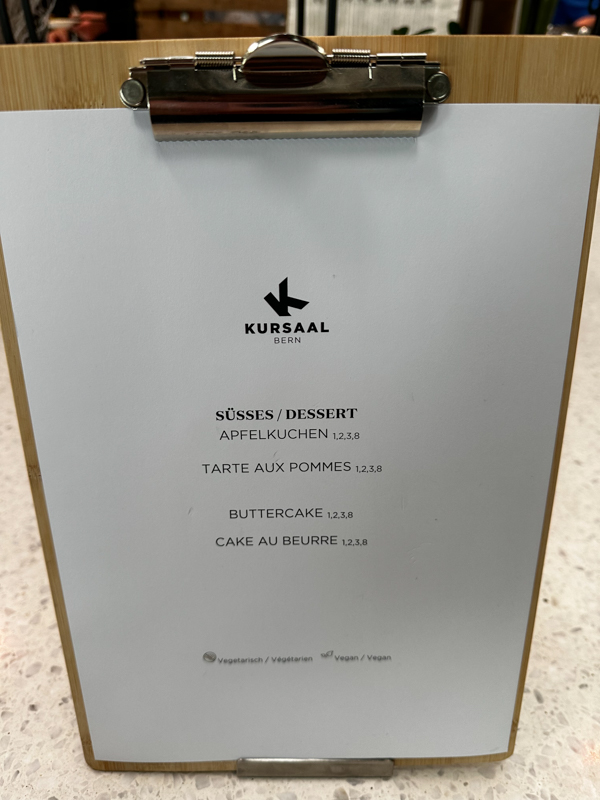 KURSAAL
BERN
SÜSSES / DESSERT
APFELKUCHEN 1,2,3,8
TARTE AUX POMMES 1,2,3,8
BUTTERCAKE 1,2,3,8
CAKE AU BEURRE 1,2,3,8
Vegetarisch / Végétarien Vegan / Vegan